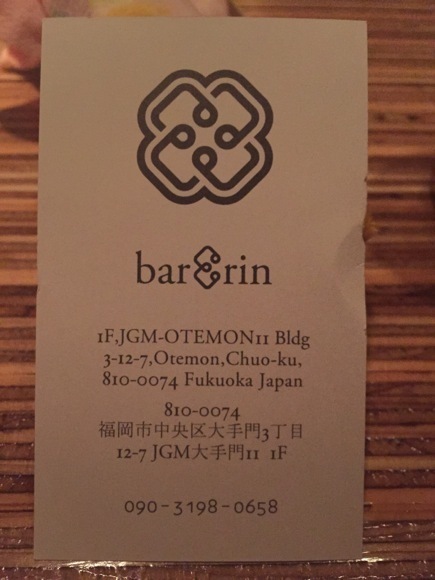 bar rin
1F,JGM-OTEMON11 Bldg
3-12-7,Otemon,Chuo-ku,
810-0074 Fukuoka Japan
810-0074
福岡市中央区大手門3丁目
12-7 JGM大手門11 1F
090-3198-0658